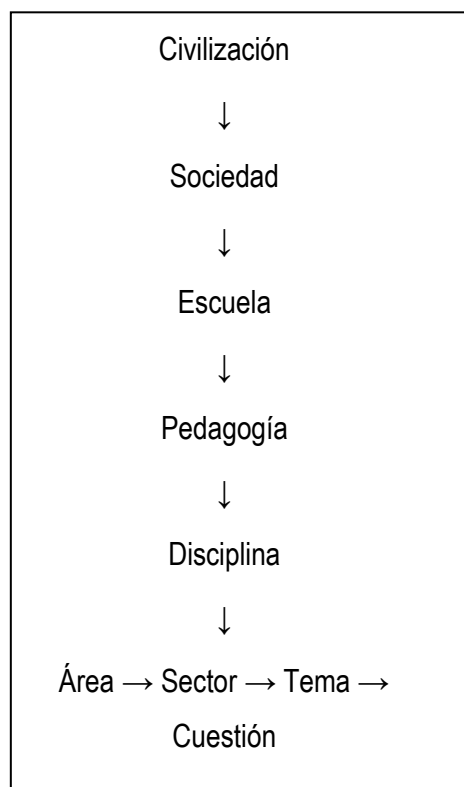 Civilización
↓
Sociedad
↓
Escuela
↓
Pedagogía
↓
Disciplina
↓
Área → Sector → Tema →
Cuestión